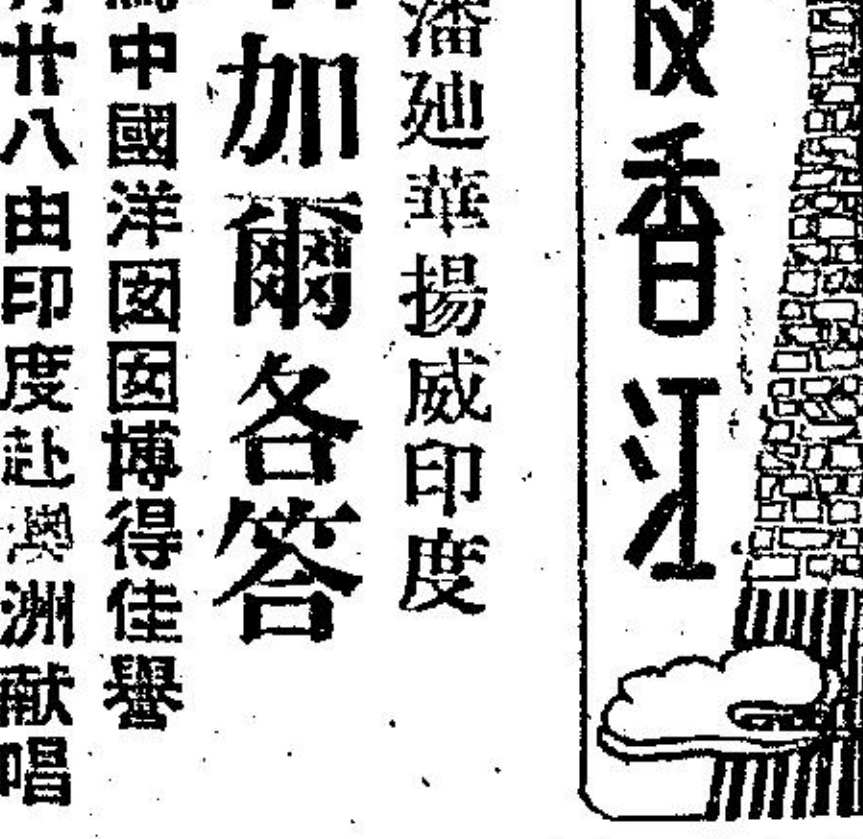 香江
潘廸華揚威印度
加爾各答
中國洋囡囡博得佳譽
廿八由印度赴澳洲献唱